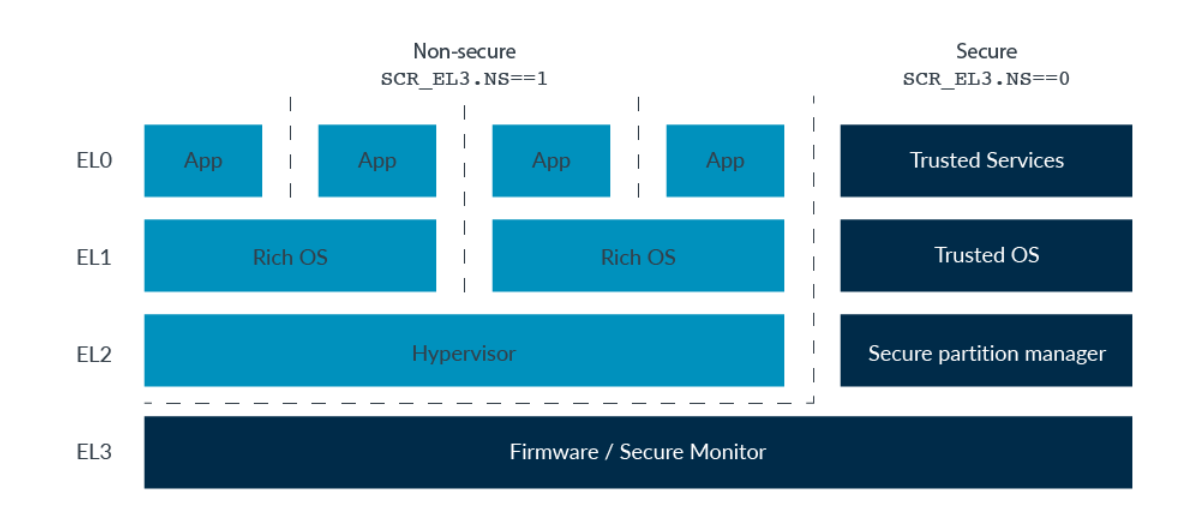 Non-secure
SCR_EL3.NS==1
Secure
SCR_EL3.NS==0
EL0
App
App
App
App
Trusted Services
EL1
Rich OS
Rich OS
Trusted OS
EL2
Hypervisor
Secure partition manager
EL3
Firmware / Secure Monitor